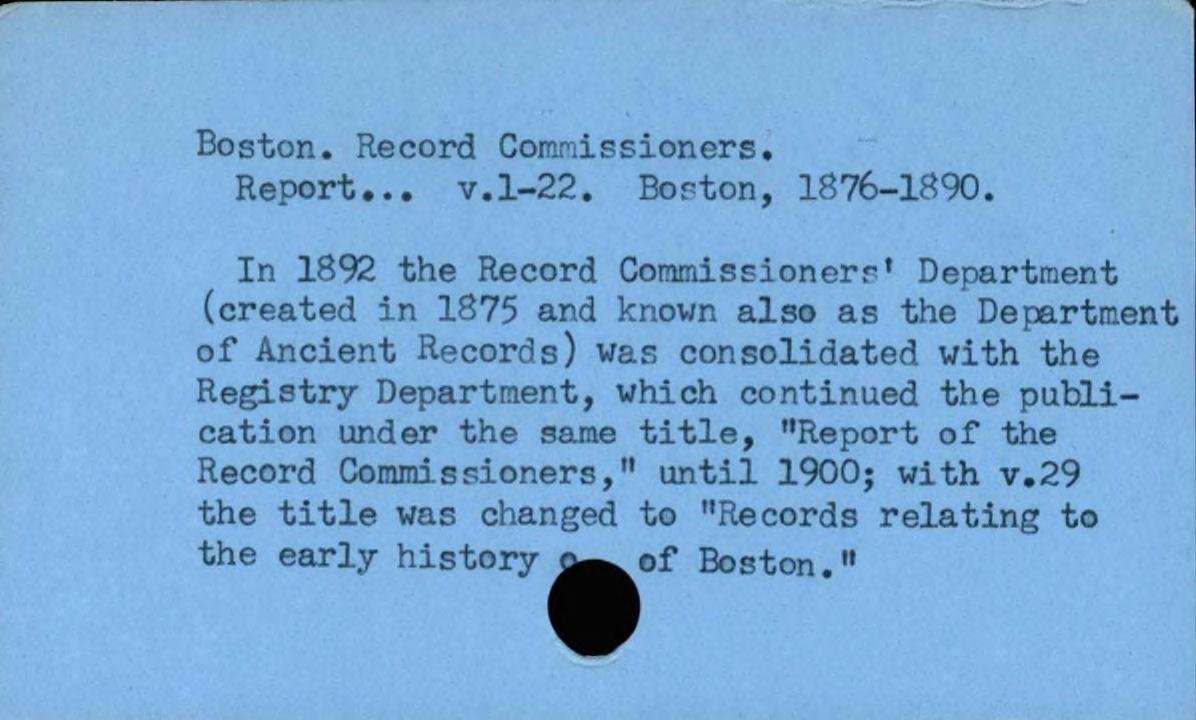 Boston. Record Commissioners.
Report... v.1-22. Boston, 1876-1890.
In 1892 the Record Commissioners' Department
(created in 1875 and known also as the Department
of Ancient Records) was consolidated with the
Registry Department, which continued the publi-
cation under the same title, "Report of the
Record Commissioners," until 1900; with v.29
the title was changed to "Records relating to
the early history of Boston."